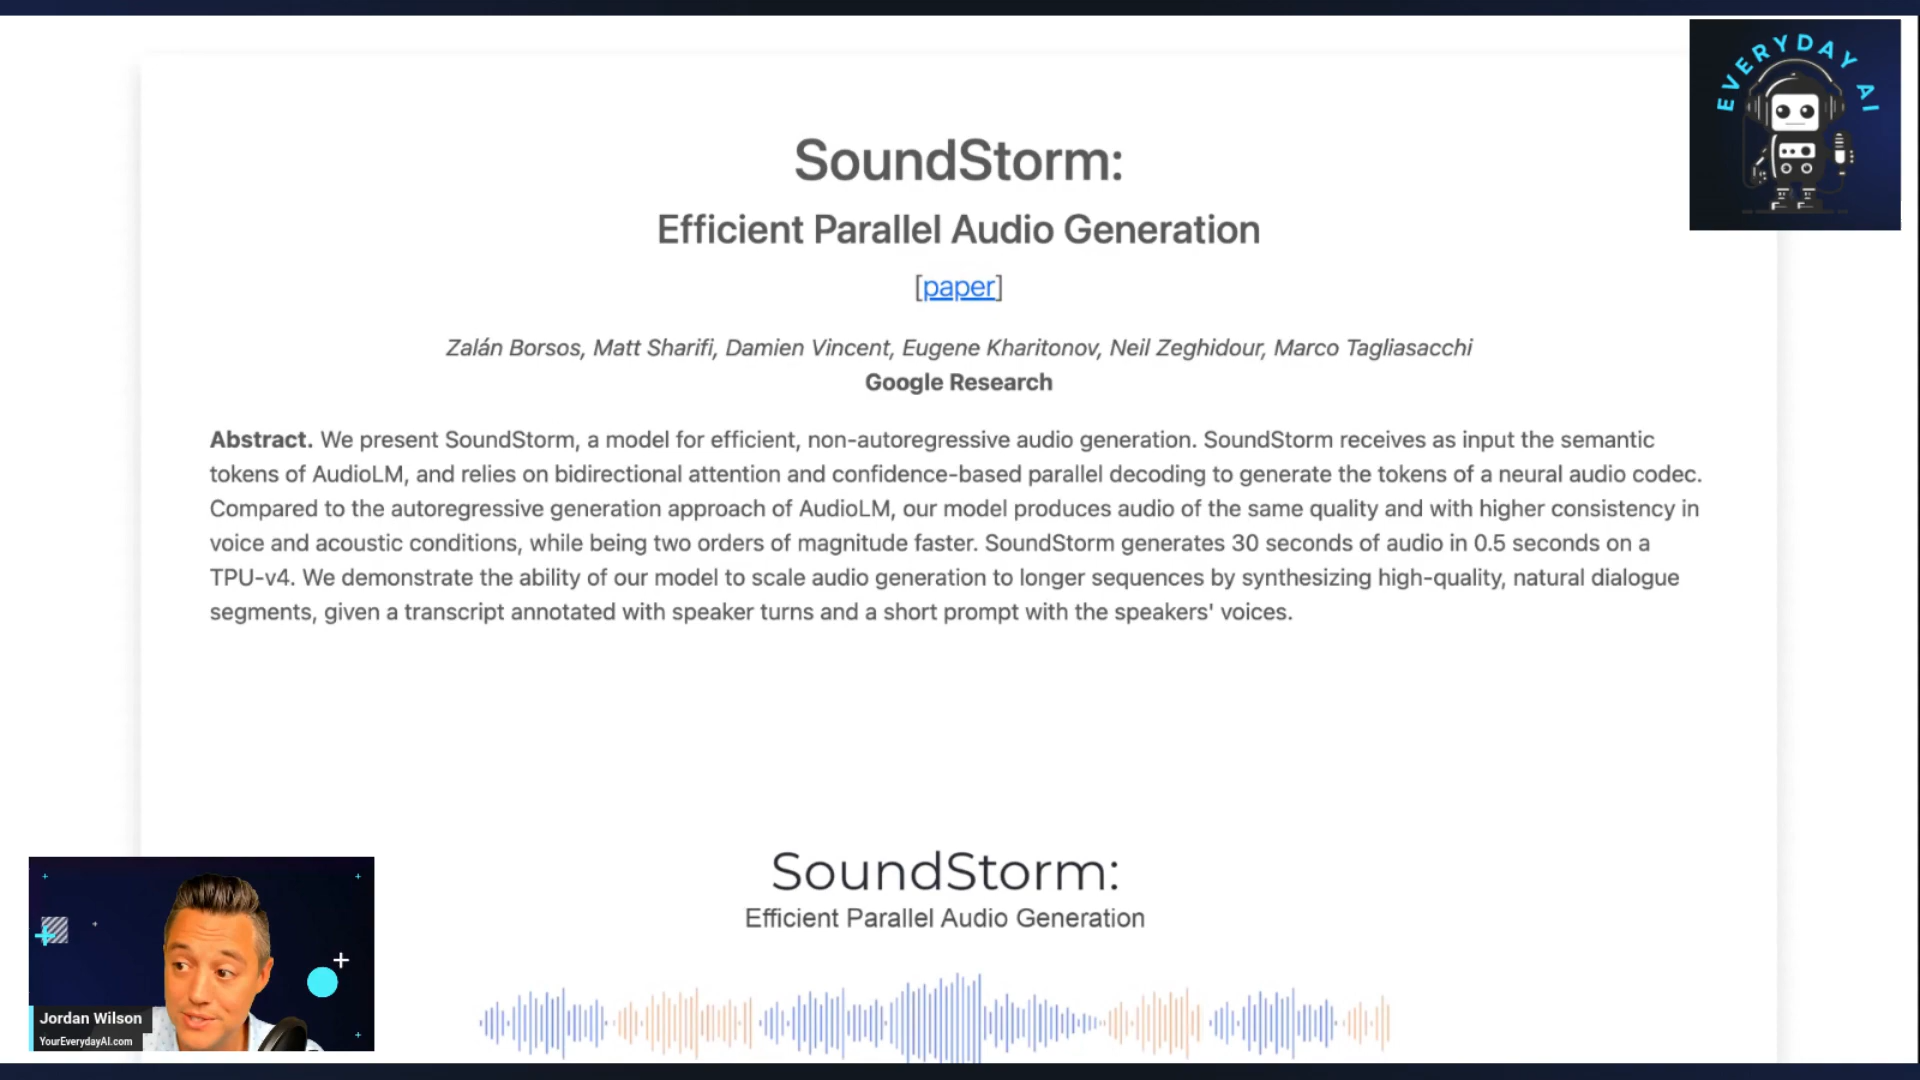 EVERYDAY AI
SoundStorm:
Efficient Parallel Audio Generation
[paper]
Zalán Borsos, Matt Sharifi, Damien Vincent, Eugene Kharitonov, Neil Zeghidour, Marco Tagliasacchi
Google Research
Abstract. We present SoundStorm, a model for efficient, non-autoregressive audio generation. SoundStorm receives as input the semantic
tokens of AudioLM, and relies on bidirectional attention and confidence-based parallel decoding to generate the tokens of a neural audio codec.
Compared to the autoregressive generation approach of AudioLM, our model produces audio of the same quality and with higher consistency in
voice and acoustic conditions, while being two orders of magnitude faster. SoundStorm generates 30 seconds of audio in 0.5 seconds on a
TPU-v4. We demonstrate the ability of our model to scale audio generation to longer sequences by synthesizing high-quality, natural dialogue
segments, given a transcript annotated with speaker turns and a short prompt with the speakers' voices.
SoundStorm:
Efficient Parallel Audio Generation
Jordan Wilson
YourEverydayAI.com